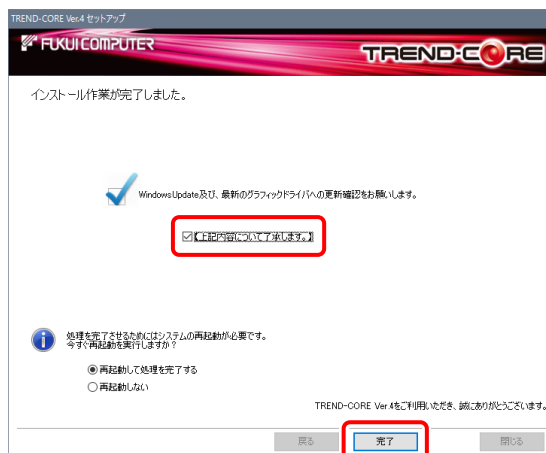 TREND-CORE Ver.4 セットアップ
FUKUI COMPUTER
TREND-CORE
インストール作業が完了しました。
WindowsUpdate及び、最新のグラフィックドライバへの更新確認をお願いします。
【上記内容について了承します。】
処理を完了させるためにはシステムの再起動が必要です。
今すぐ再起動を実行しますか？
再起動して処理を完了する
再起動しない
TREND-CORE Ver.4をご利用いただき、誠にありがとうございます。
戻る
完了
閉じる